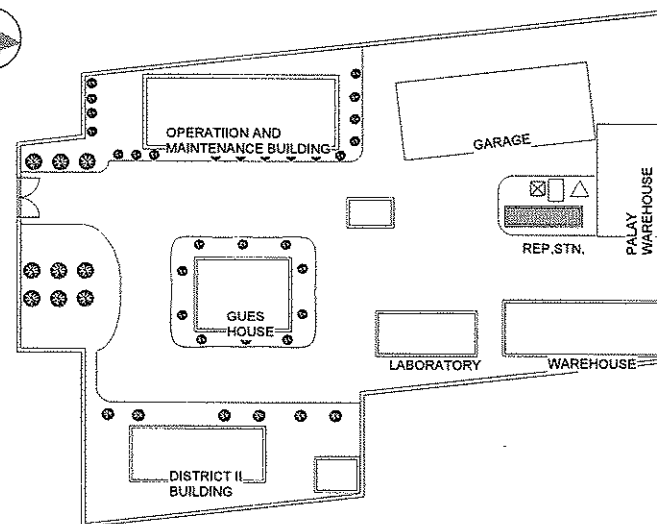 OPERATIION AND
MAINTENANCE BUILDING
GARAGE
PALAY
WAREHOUSE
REP,STN,
GUES
HOUSE
LABORATORY
WAREHOUSE
DISTRICT II
BUILDING